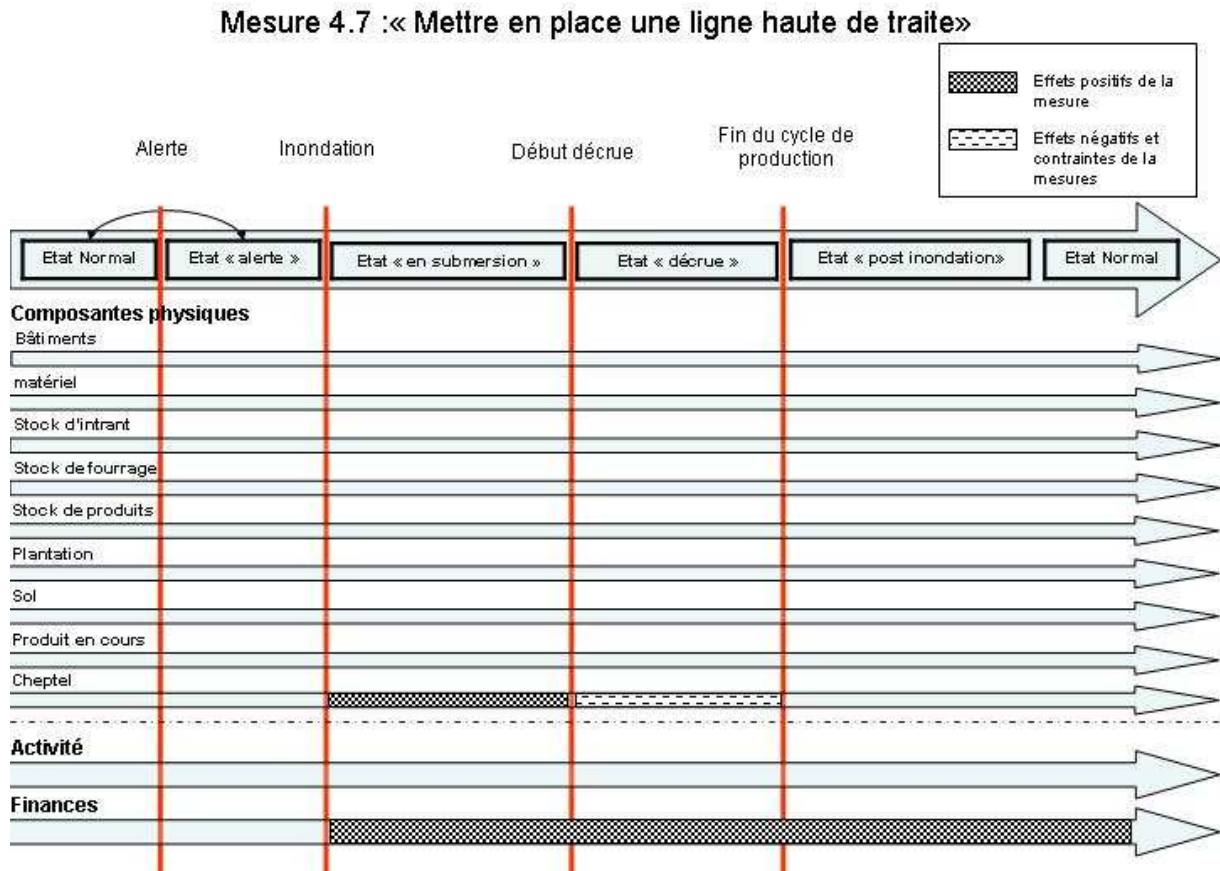 Mesure 4.7 :« Mettre en place une ligne haute de traite»
Effets positifs de la
mesure
Effets négatifs et
contraintes de la
mesures
Alerte
Inondation
Début décrue
Fin du cycle de
production
Etat Normal
Etat « alerte »
Etat « en submersion »
Etat « décrue »
Etat « post inondation»
Etat Normal
Composantes physiques
Bâtiments
matériel
Stock d'intrant
Stock de fourrage
Stock de produits
Plantation
Sol
Produit en cours
Cheptel
Activité
Finances